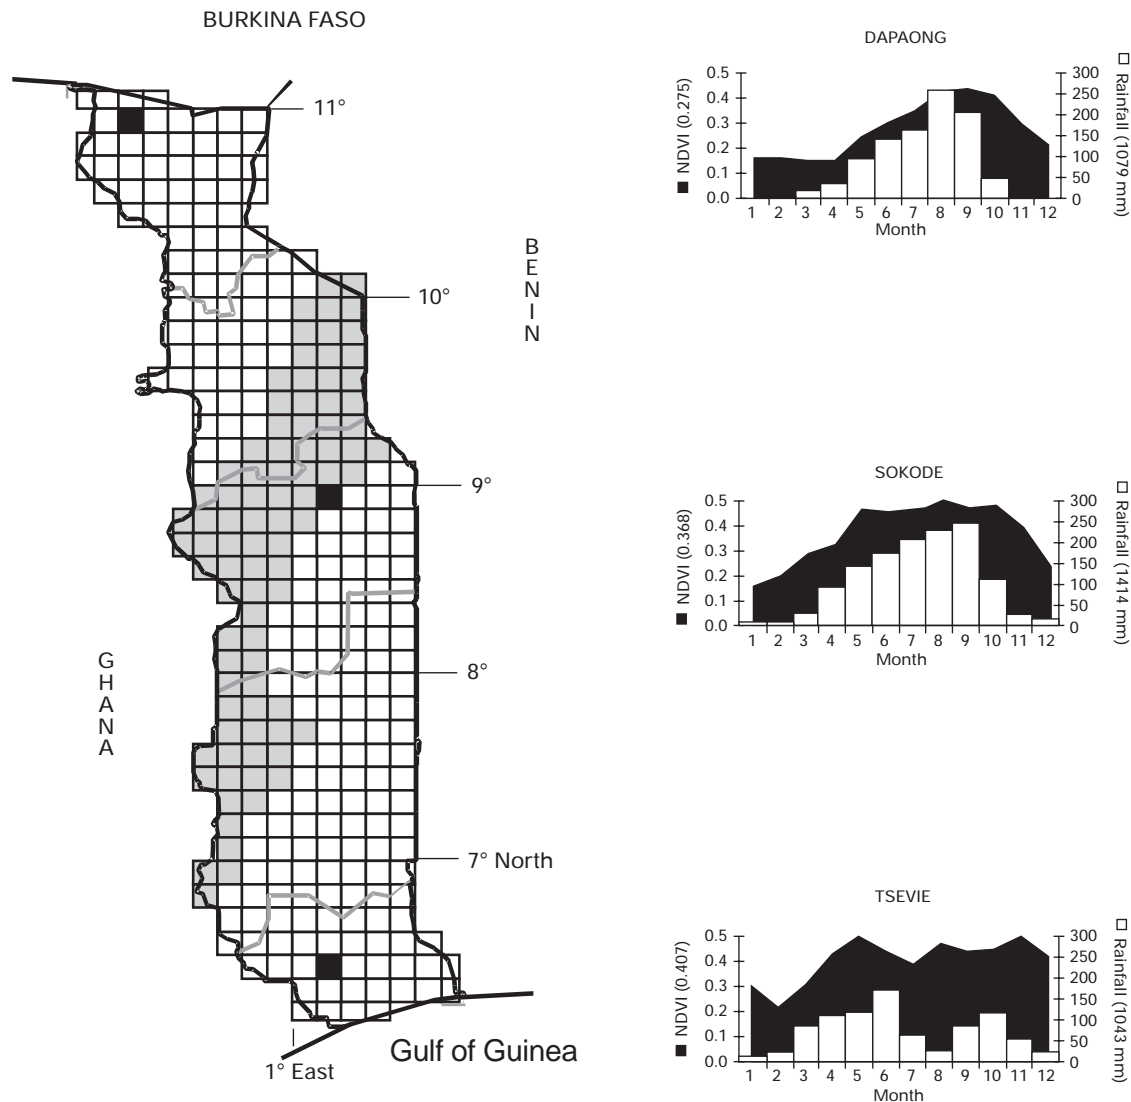 BURKINA FASO
11°
10°
9°
8°
7° North
1° East
BENIN
GHANA
Gulf of Guinea
DAPAONG
NDVI (0.275)
0.5
0.4
0.3
0.2
0.1
0.0
300
250
200
150
100
50
0
Rainfall (1079 mm)
1 2 3 4 5 6 7 8 9 10 11 12
Month
SOKODE
NDVI (0.368)
0.5
0.4
0.3
0.2
0.1
0.0
300
250
200
150
100
50
0
Rainfall (1414 mm)
1 2 3 4 5 6 7 8 9 10 11 12
Month
TSEVIE
NDVI (0.407)
0.5
0.4
0.3
0.2
0.1
0.0
300
250
200
150
100
50
0
Rainfall (1043 mm)
1 2 3 4 5 6 7 8 9 10 11 12
Month